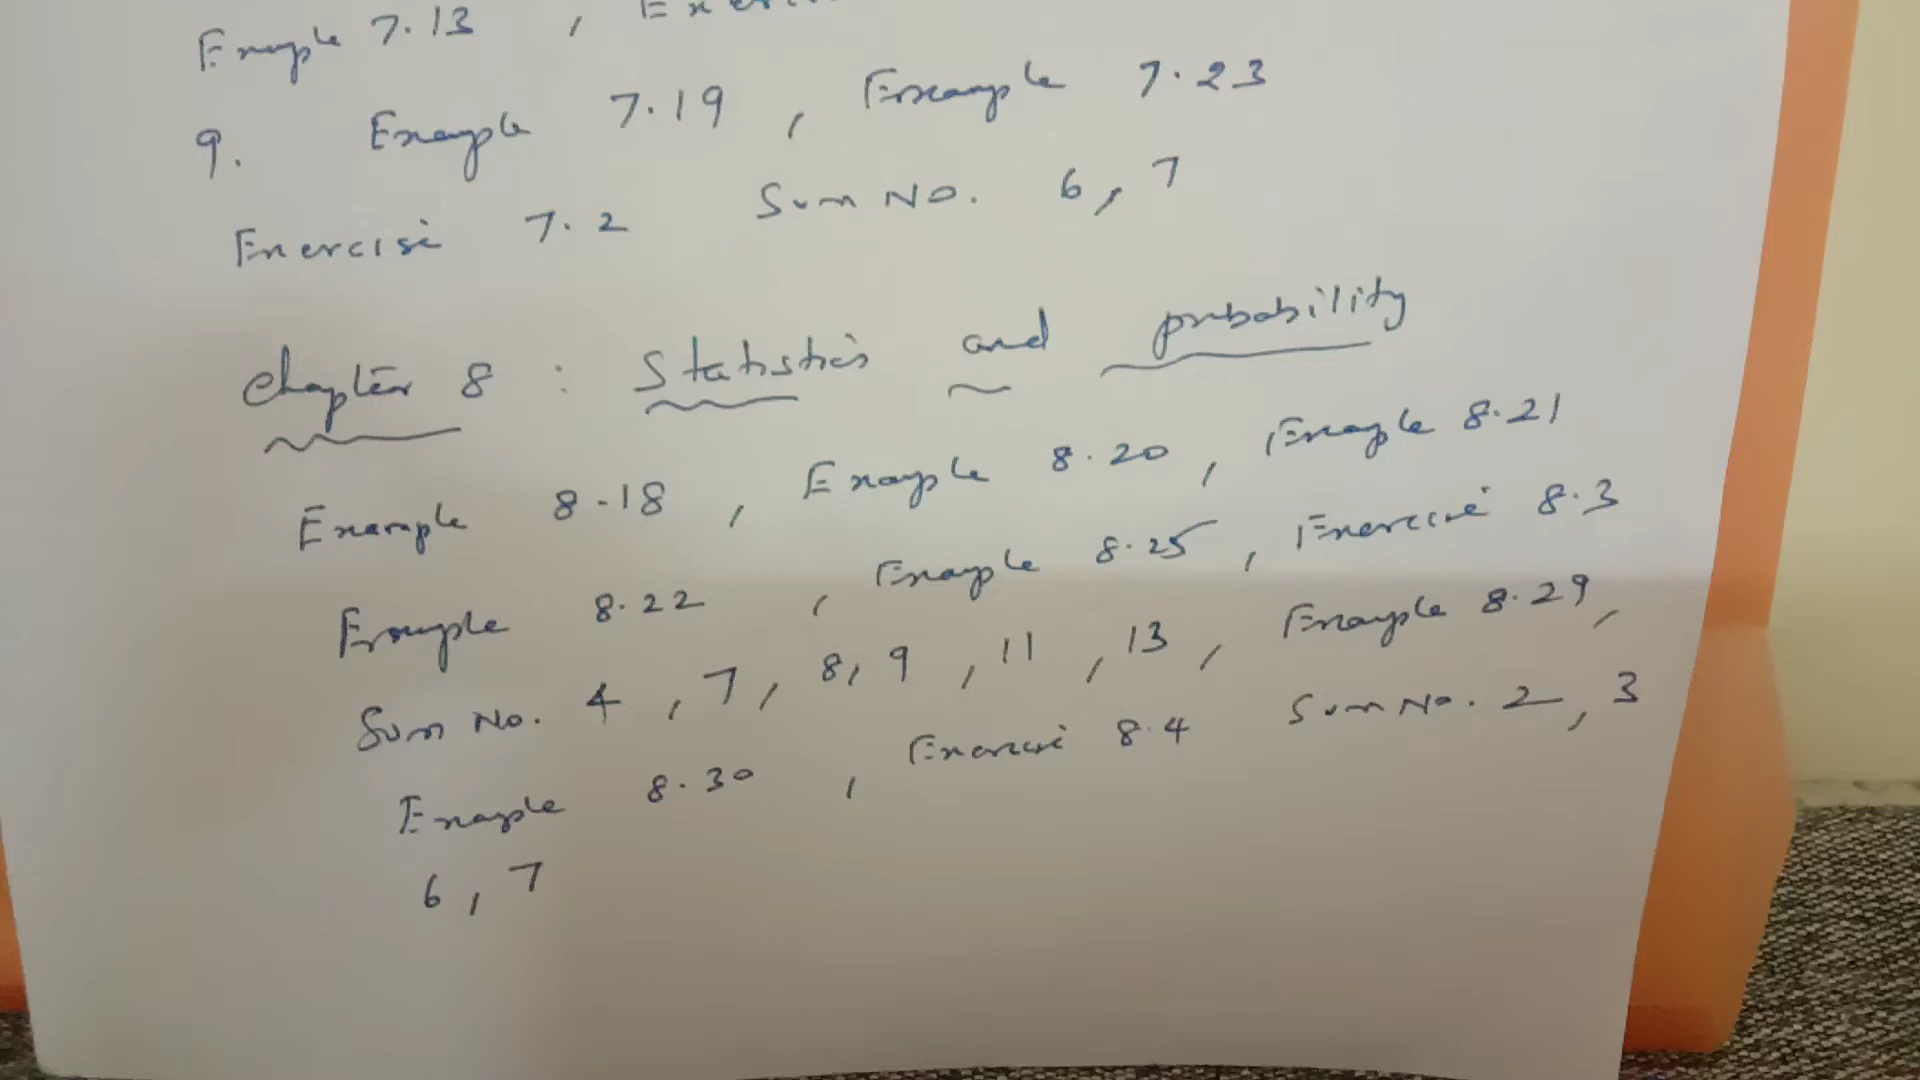 Example 7.13 ,
9. Example 7.19 , Example 7.23
Exercise 7.2 Sum No. 6, 7
Chapter 8 : Statistics and probability
Example 8.18 , Example 8.20 , Example 8.21
Example 8.22 , Example 8.25 , Exercise 8.3
Sum No. 4 , 7, 8, 9 , 11 , 13 , Example 8.29 ,
Example 8.30 , Exercise 8.4 Sum No. 2 , 3
6 , 7